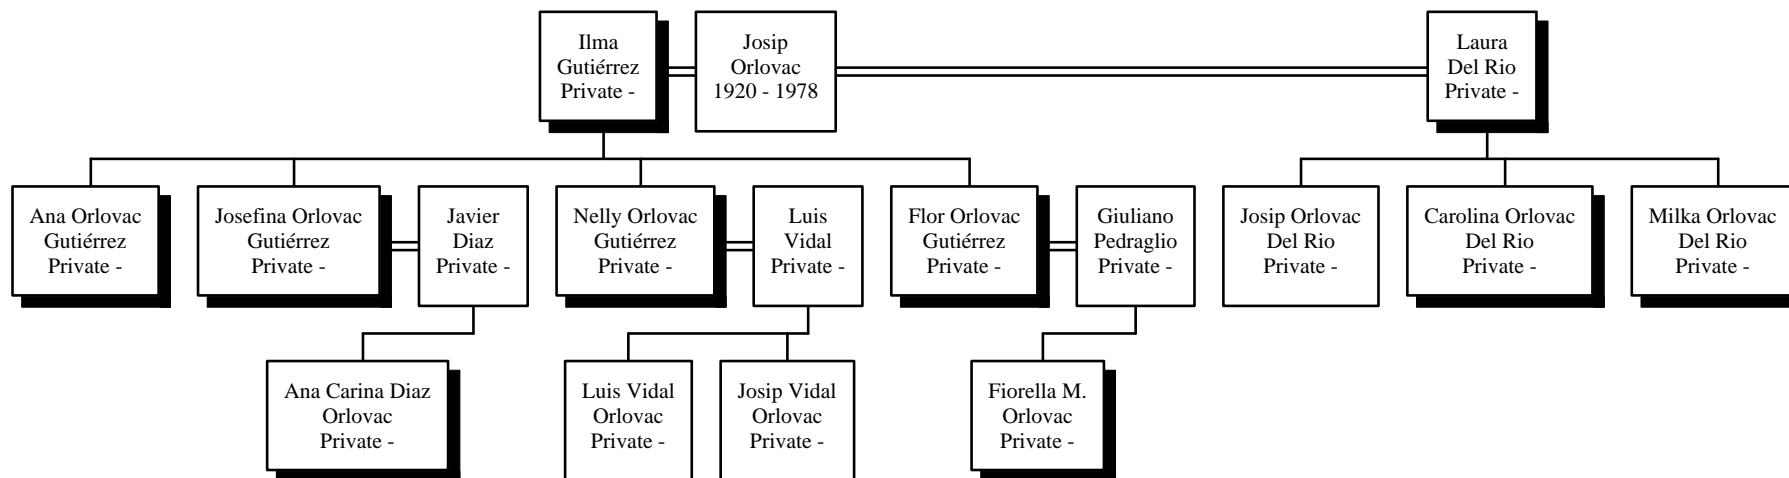 Ilma
Gutiérrez
Private -
Josip
Orlovac
1920 - 1978
Laura
Del Rio
Private -
Ana Orlovac
Gutiérrez
Private -
Josefina Orlovac
Gutiérrez
Private -
Javier
Diaz
Private -
Nelly Orlovac
Gutiérrez
Private -
Luis
Vidal
Private -
Flor Orlovac
Gutiérrez
Private -
Giuliano
Pedraglio
Private -
Josip Orlovac
Del Rio
Private -
Carolina Orlovac
Del Rio
Private -
Milka Orlovac
Del Rio
Private -
Ana Carina Diaz
Orlovac
Private -
Luis Vidal
Orlovac
Private -
Josip Vidal
Orlovac
Private -
Fiorella M.
Orlovac
Private -